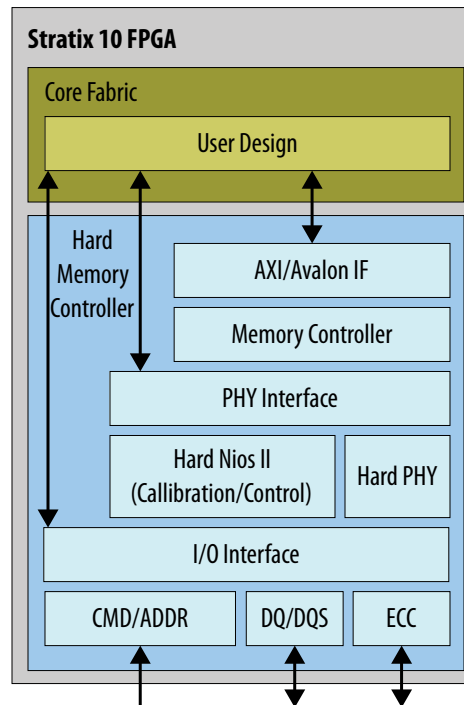 Stratix 10 FPGA
Core Fabric
User Design
Hard
Memory
Controller
AXI/Avalon IF
Memory Controller
PHY Interface
Hard Nios II
(Callibration/Control)
Hard PHY
I/O Interface
CMD/ADDR
DQ/DQS
ECC